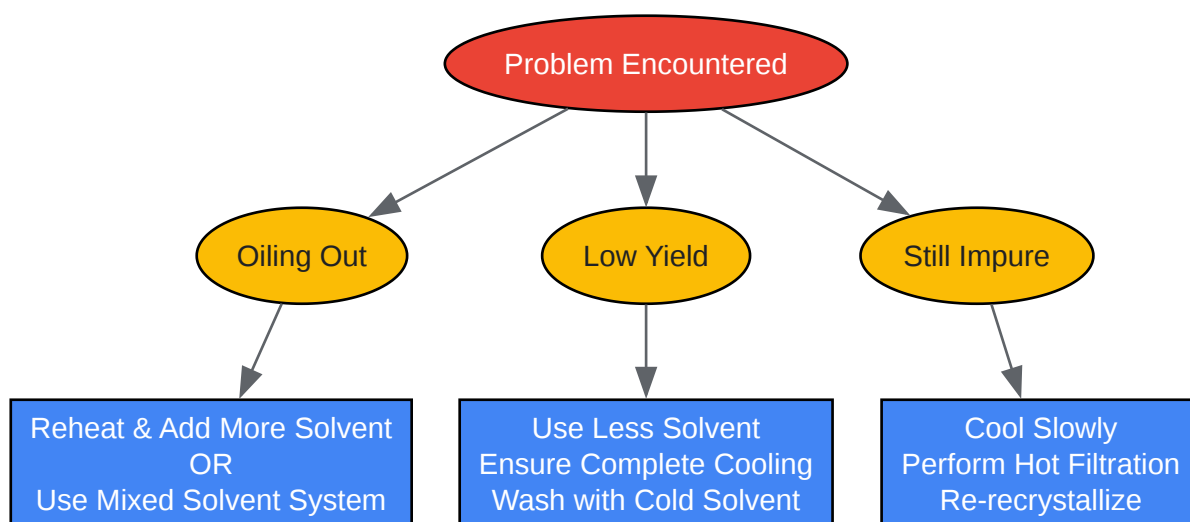 Problem Encountered
Oiling Out
Low Yield
Still Impure
Reheat & Add More Solvent
OR
Use Mixed Solvent System
Use Less Solvent
Ensure Complete Cooling
Wash with Cold Solvent
Cool Slowly
Perform Hot Filtration
Re-recrystallize